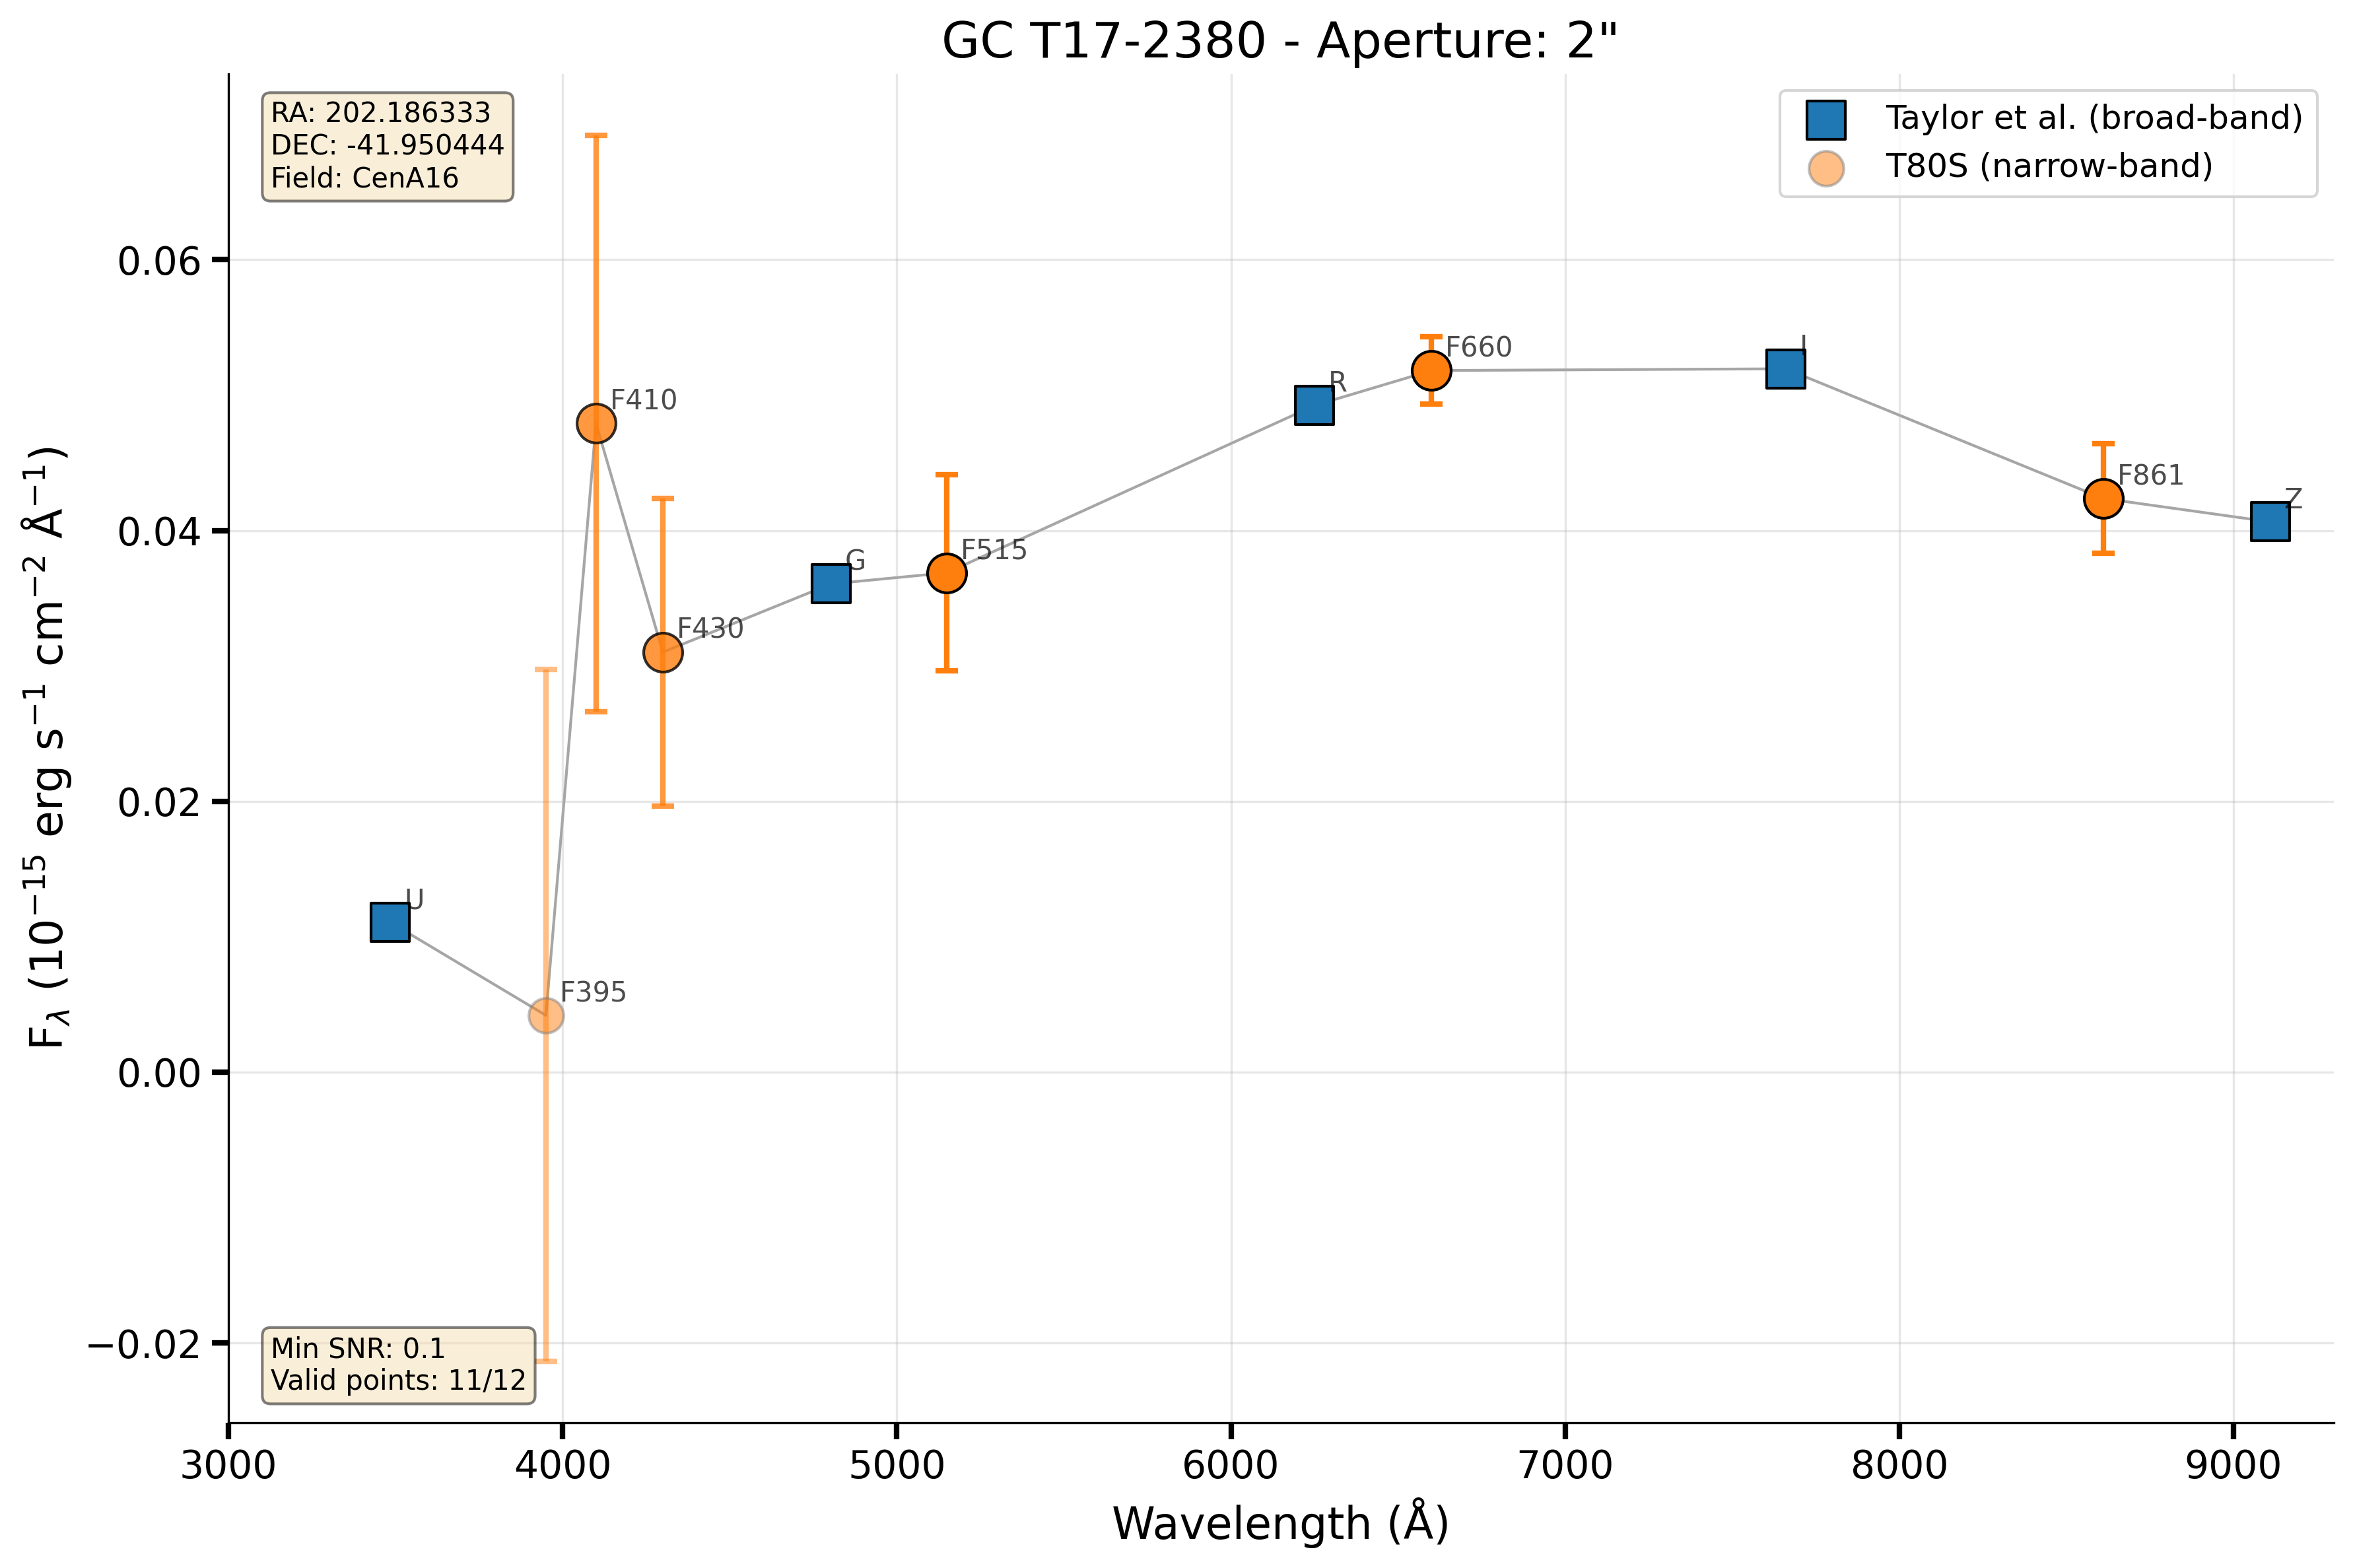 GC T17-2380 - Aperture: 2"
RA: 202.186333
DEC: -41.950444
Field: CenA16
Taylor et al. (broad-band)
T80S (narrow-band)
F$_{λ}$ (10$^{−15}$ erg s$^{−1}$ cm$^{−2}$ Å$^{−1}$)
0.06
0.04
0.02
0.00
−0.02
U
F395
F410
F430
G
F515
R
F660
I
F861
Z
Min SNR: 0.1
Valid points: 11/12
3000 4000 5000 6000 7000 8000 9000
Wavelength (Å)